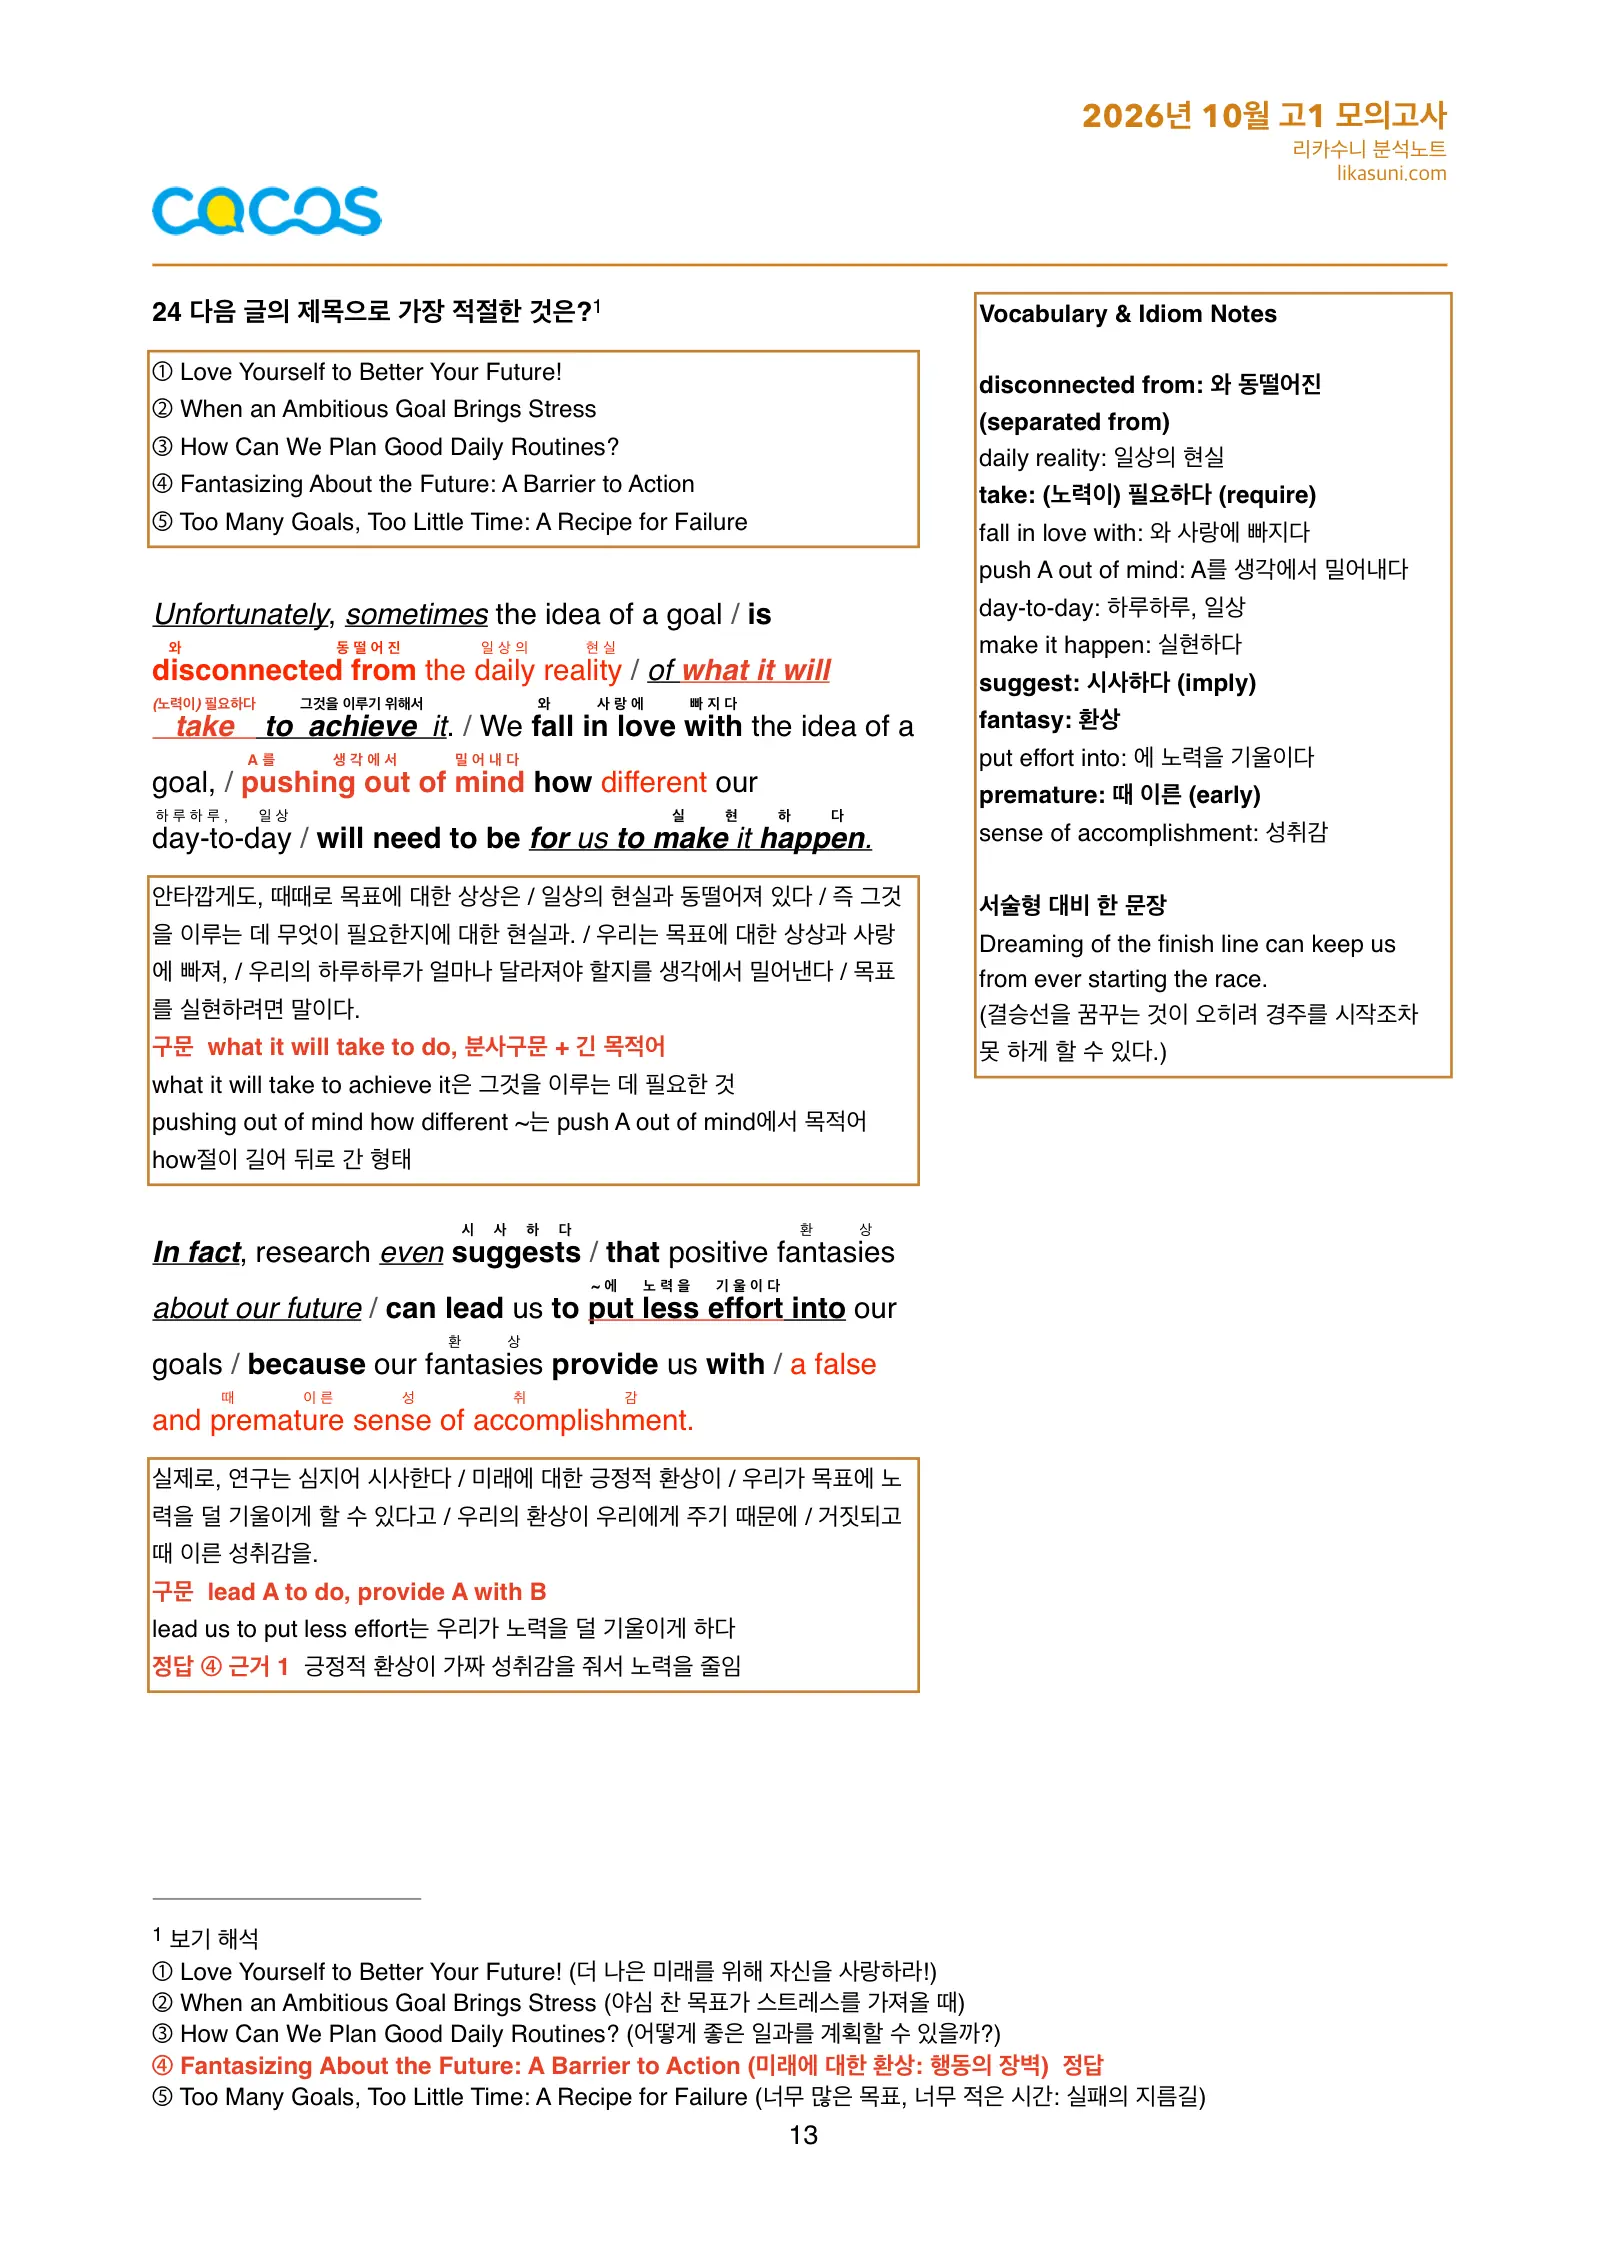 2026년 10월 고1 모의고사
리카수니 분석노트
likasuni.com
cocos
24 다음 글의 제목으로 가장 적절한 것은?1
① Love Yourself to Better Your Future!
② When an Ambitious Goal Brings Stress
③ How Can We Plan Good Daily Routines?
④ Fantasizing About the Future: A Barrier to Action
⑤ Too Many Goals, Too Little Time: A Recipe for Failure
Unfortunately, sometimes the idea of a goal / is
와 동떨어진 일상의 현실
disconnected from the daily reality / of what it will
(노력이) 필요하다 그것을 이루기 위해서 와 사랑에 빠지다
take to achieve it. / We fall in love with the idea of a
A를 생각에서 밀어내다
goal, / pushing out of mind how different our
하루하루, 일상 실현하다
day-to-day / will need to be for us to make it happen.
안타깝게도, 때때로 목표에 대한 상상은 / 일상의 현실과 동떨어져 있다 / 즉 그것
을 이루는 데 무엇이 필요한지에 대한 현실과. / 우리는 목표에 대한 상상과 사랑
에 빠져, / 우리의 하루하루가 얼마나 달라져야 할지를 생각에서 밀어낸다 / 목표
를 실현하려면 말이다.
구문 what it will take to do, 분사구문 + 긴 목적어
what it will take to achieve it은 그것을 이루는 데 필요한 것
pushing out of mind how different ~는 push A out of mind에서 목적어
how절이 길어 뒤로 간 형태
시사하다 환상
In fact, research even suggests / that positive fantasies
~에 노력을 기울이다
about our future / can lead us to put less effort into our
환상
goals / because our fantasies provide us with / a false
때 이른 성취감
and premature sense of accomplishment.
실제로, 연구는 심지어 시사한다 / 미래에 대한 긍정적 환상이 / 우리가 목표에 노
력을 덜 기울이게 할 수 있다고 / 우리의 환상이 우리에게 주기 때문에 / 거짓되고
때 이른 성취감을.
구문 lead A to do, provide A with B
lead us to put less effort는 우리가 노력을 덜 기울이게 하다
정답 ④ 근거 1 긍정적 환상이 가짜 성취감을 줘서 노력을 줄임
Vocabulary & Idiom Notes
disconnected from: 와 동떨어진
(separated from)
daily reality: 일상의 현실
take: (노력이) 필요하다 (require)
fall in love with: 와 사랑에 빠지다
push A out of mind: A를 생각에서 밀어내다
day-to-day: 하루하루, 일상
make it happen: 실현하다
suggest: 시사하다 (imply)
fantasy: 환상
put effort into: 에 노력을 기울이다
premature: 때 이른 (early)
sense of accomplishment: 성취감
서술형 대비 한 문장
Dreaming of the finish line can keep us
from ever starting the race.
(결승선을 꿈꾸는 것이 오히려 경주를 시작조차
못 하게 할 수 있다.)
1 보기 해석
① Love Yourself to Better Your Future! (더 나은 미래를 위해 자신을 사랑하라!)
② When an Ambitious Goal Brings Stress (야심 찬 목표가 스트레스를 가져올 때)
③ How Can We Plan Good Daily Routines? (어떻게 좋은 일과를 계획할 수 있을까?)
④ Fantasizing About the Future: A Barrier to Action (미래에 대한 환상: 행동의 장벽) 정답
⑤ Too Many Goals, Too Little Time: A Recipe for Failure (너무 많은 목표, 너무 적은 시간: 실패의 지름길)
13